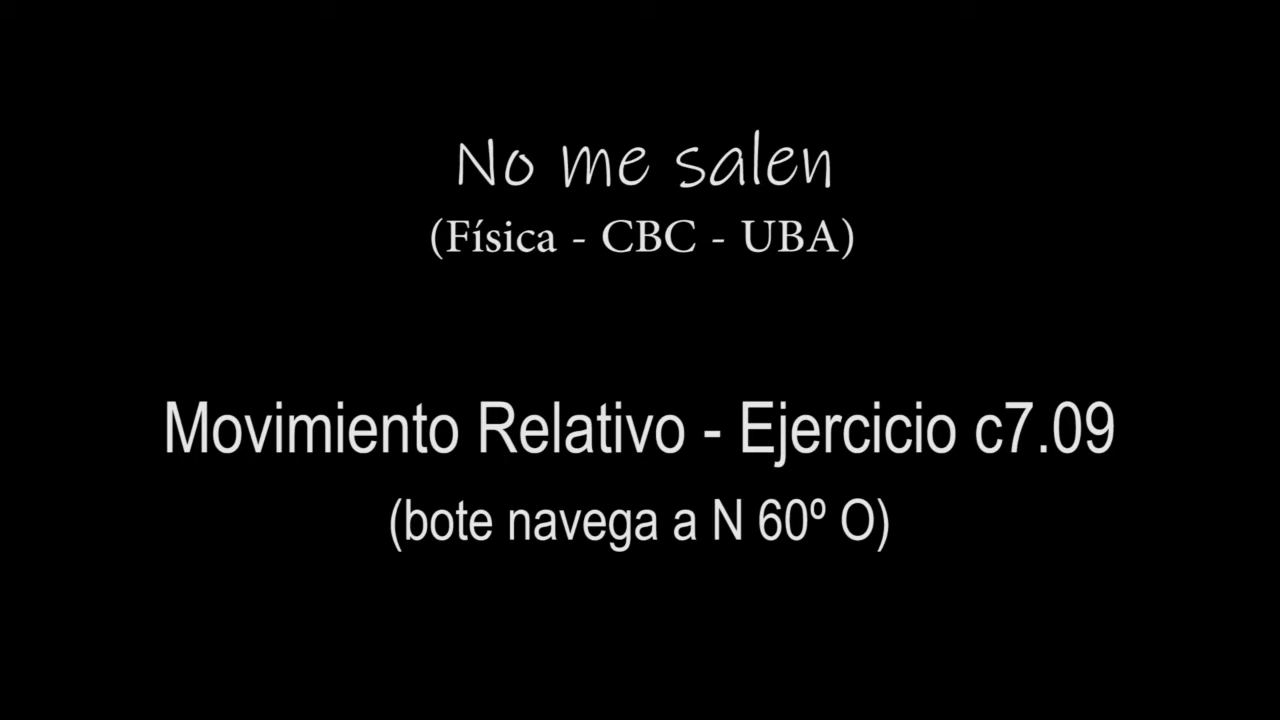 No me salen
(Física - CBC - UBA)
Movimiento Relativo - Ejercicio c7.09
(bote navega a N 60º O)